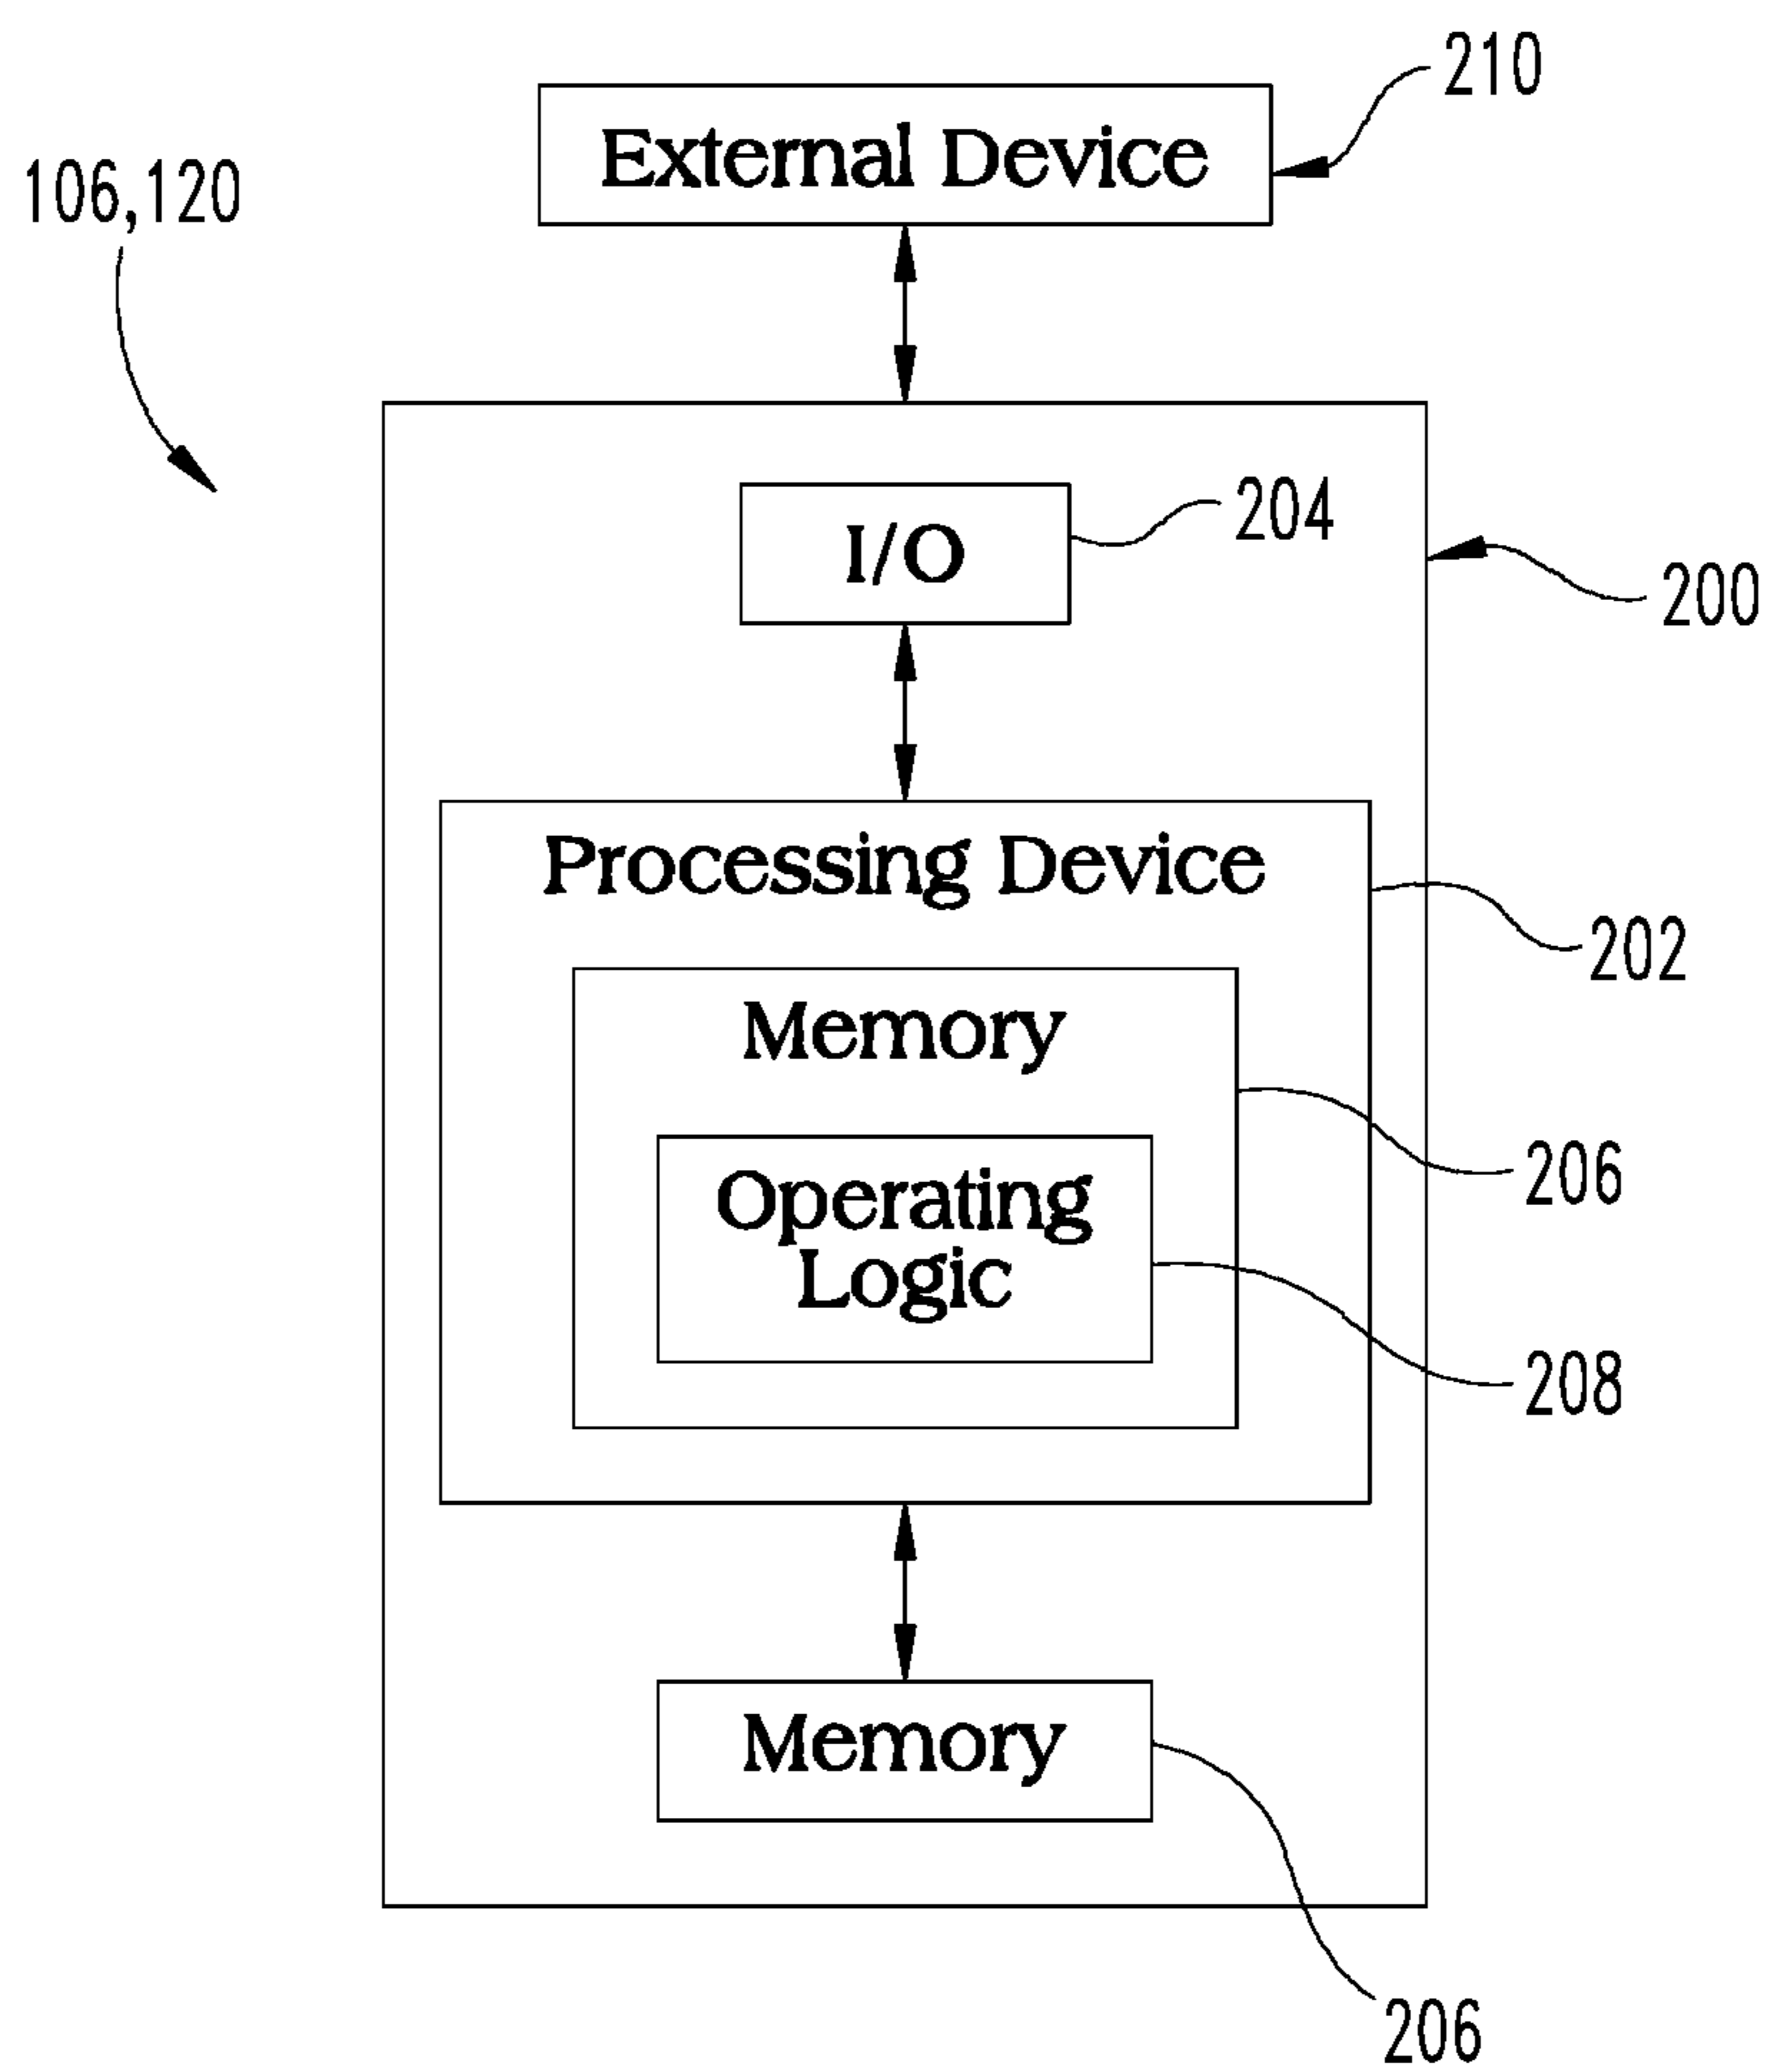 210
External Device
106,120
I/O
204
200
Processing Device
202
Memory
206
Operating
Logic
208
Memory
206